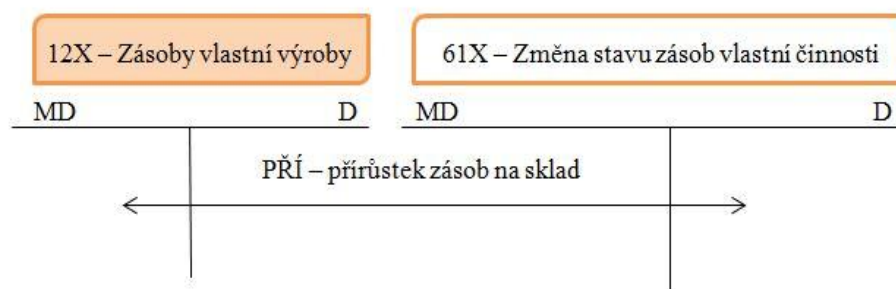 12X – Zásoby vlastní výroby
61X – Změna stavu zásob vlastní činnosti
MD D MD D
PŘÍ – přírůstek zásob na sklad